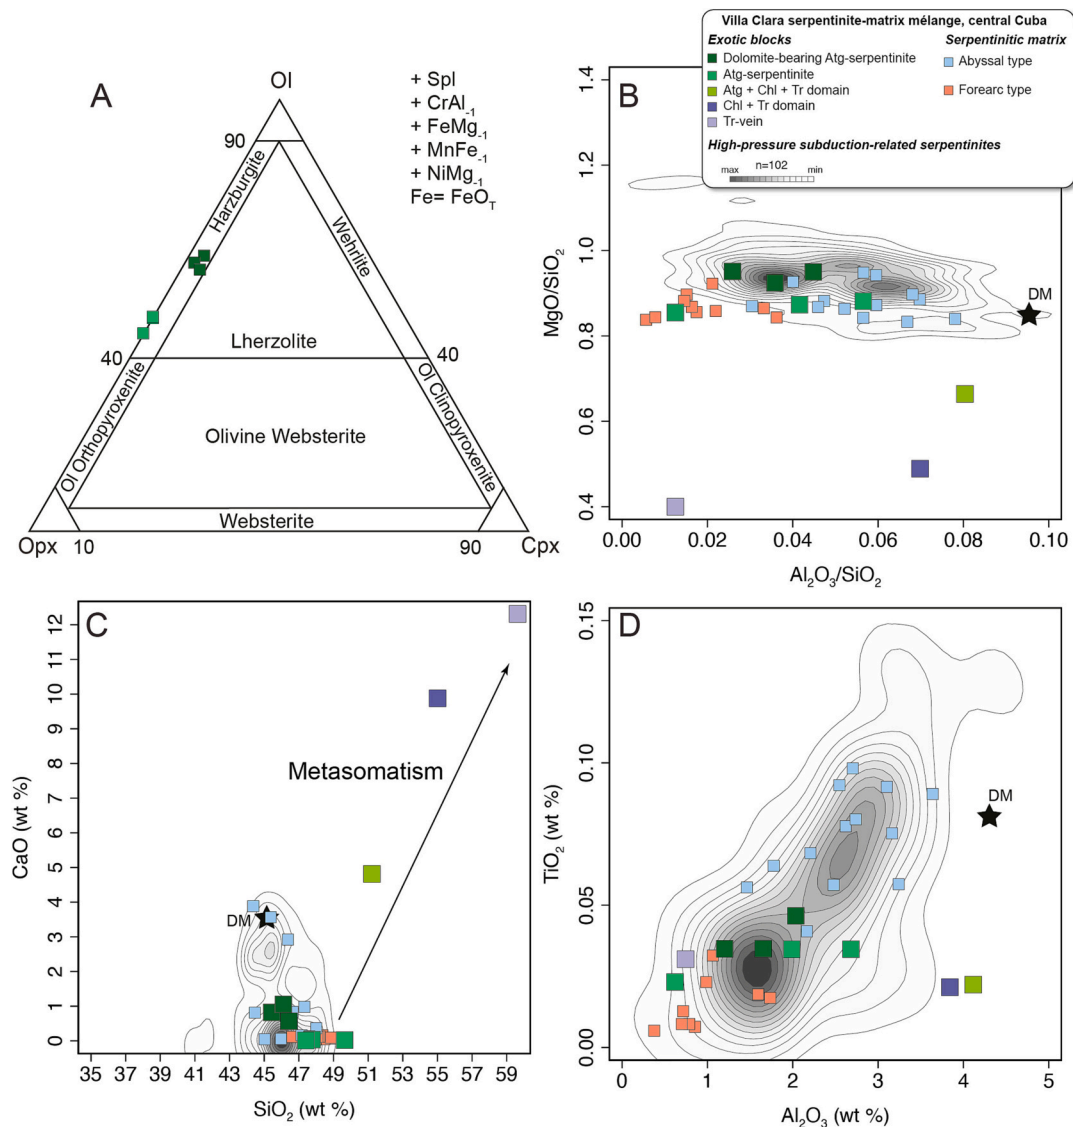 A
Ol
+ Spl
+ CrAl₋₁
+ FeMg₋₁
+ MnFe₋₁
+ NiMg₋₁
Fe= FeO_T
90
Harzburgite
Wehrlite
Lherzolite
40
40
Ol Orthopyroxenite
Ol Clinopyroxenite
Olivine Websterite
Websterite
Opx
10
90
Cpx
Villa Clara serpentinite-matrix mélange, central Cuba
Exotic blocks
Serpentinitic matrix
Dolomite-bearing Atg-serpentinite
Abyssal type
Atg-serpentinite
Atg + Chl + Tr domain
Forearc type
Chl + Tr domain
Tr-vein
High-pressure subduction-related serpentinites
max n=102 min
B
MgO/SiO₂
1.4
1.2
1.0
0.8
0.6
0.4
DM
0.00 0.02 0.04 0.06 0.08 0.10
Al₂O₃/SiO₂
C
CaO (wt %)
12
11
10
9
8
7
6
5
4
3
2
1
0
Metasomatism
DM
35 37 39 41 43 45 47 49 51 53 55 57 59
SiO₂ (wt %)
D
TiO₂ (wt %)
0.15
0.10
0.05
0.00
DM
0 1 2 3 4 5
Al₂O₃ (wt %)